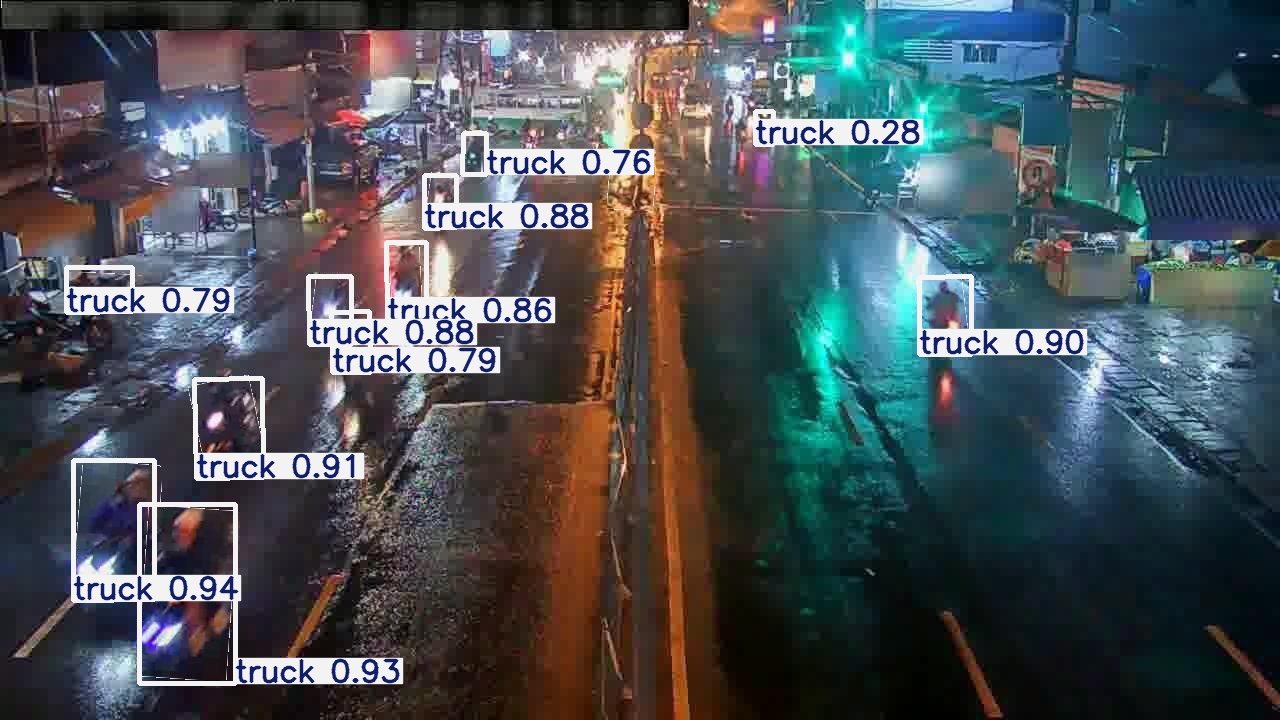 truck 0.28
truck 0.76
truck 0.88
truck 0.79
truck 0.86
truck 0.88
truck 0.79
truck 0.90
truck 0.91
truck 0.94
truck 0.93